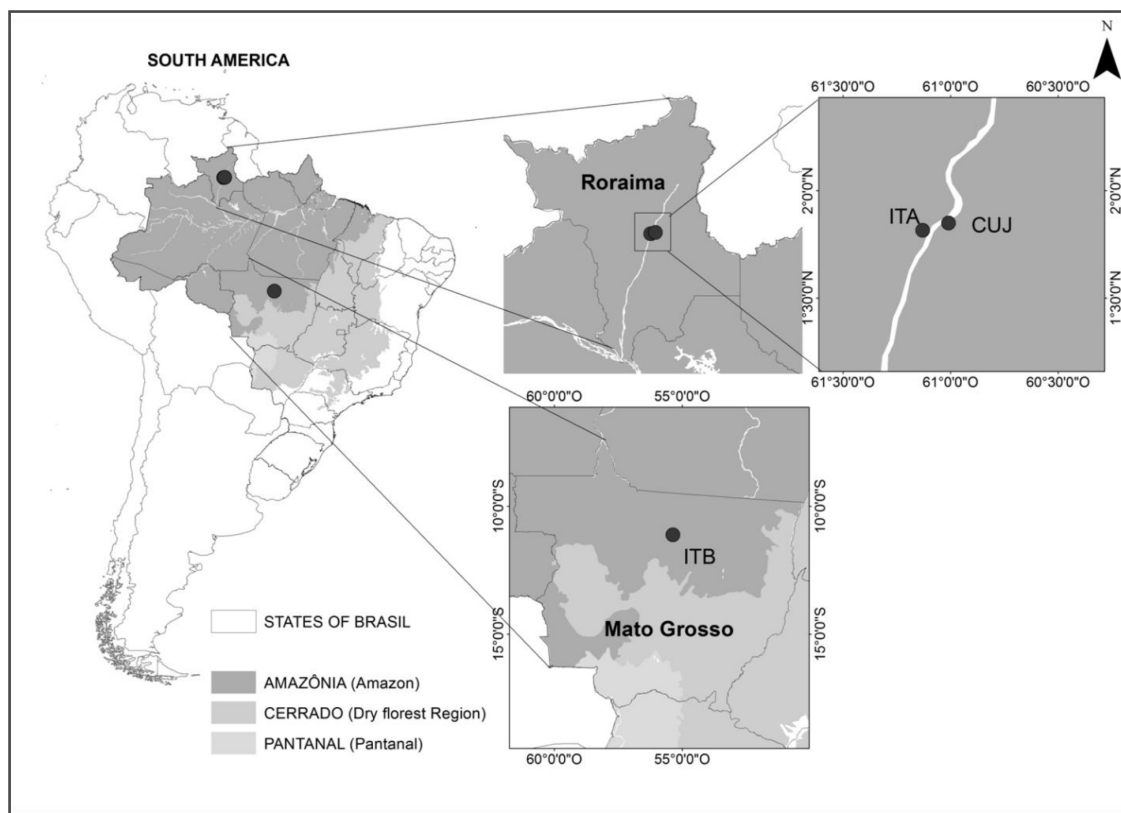 N
SOUTH AMERICA
61°30'0"O 61°0'0"O 60°30'0"O
Roraima
2°0'0"N 2°0'0"N
ITA
CUJ
1°30'0"N 1°30'0"N
61°30'0"O 61°0'0"O 60°30'0"O
60°0'0"O 55°0'0"O
10°0'0"S 10°0'0"S
ITB
STATES OF BRASIL
Mato Grosso
15°0'0"S 15°0'0"S
AMAZÔNIA (Amazon)
CERRADO (Dry florest Region)
PANTANAL (Pantanal)
60°0'0"O 55°0'0"O